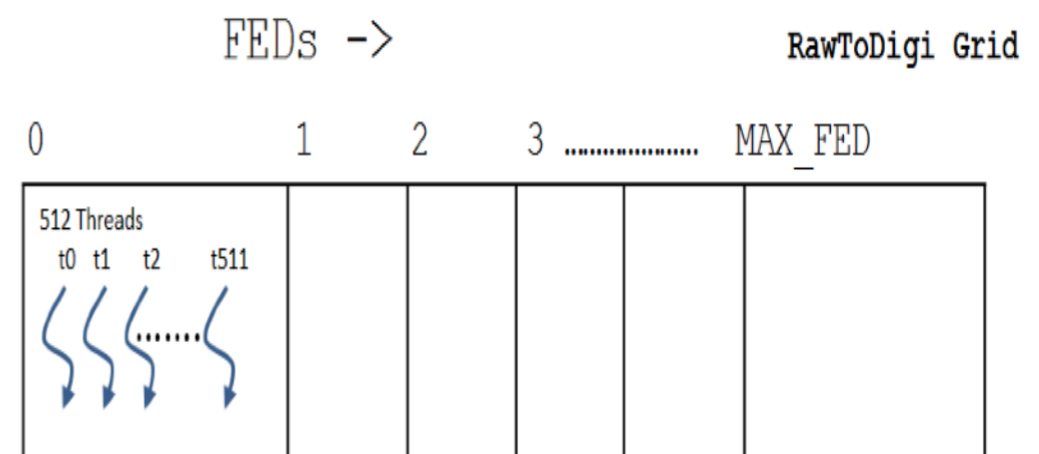 FEDs -> RawToDigi Grid
0 1 2 3 ........................ MAX_FED
512 Threads
t0 t1 t2 t511
.......